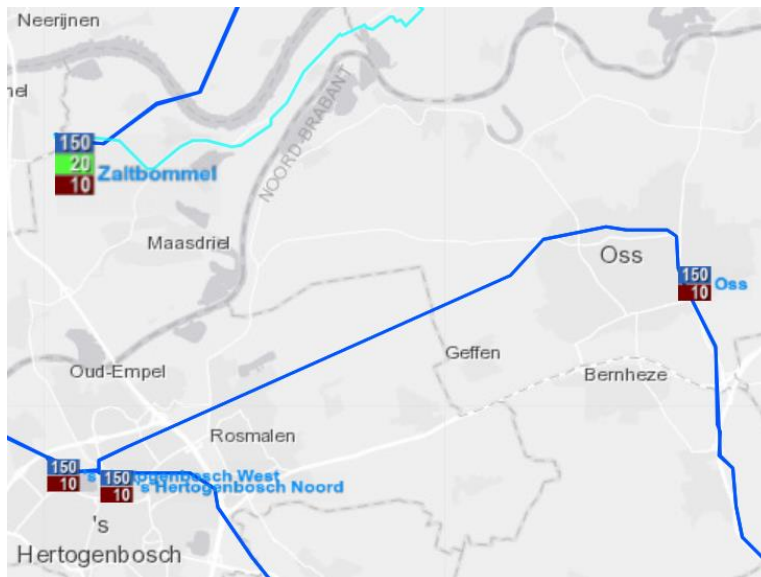 Neerijnen
nel
150
20
10
Zaltbommel
NOORD-BRABANT
Maasdriel
Oss
150
10
Oss
Geffen
Bernheze
Oud-Empel
Rosmalen
150
10
's Hertogenbosch West
150
10
's Hertogenbosch Noord
's
Hertogenbosch